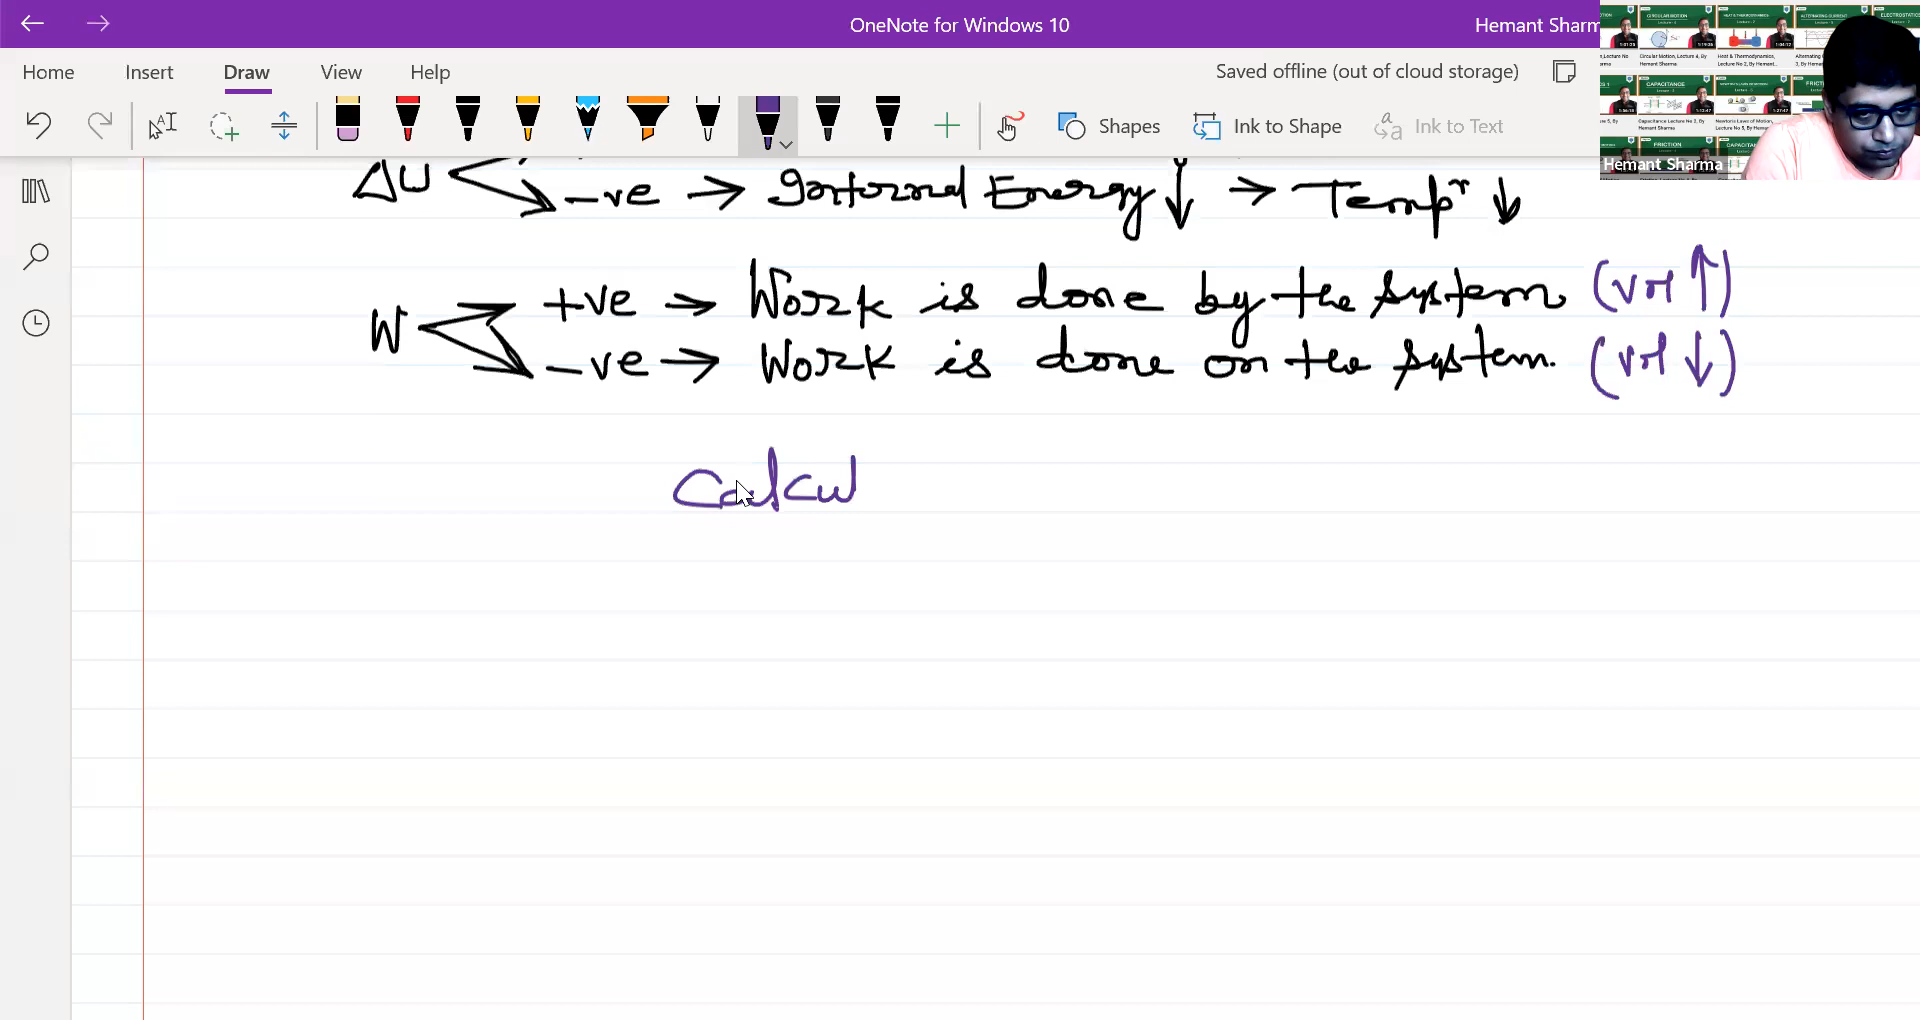 OneNote for Windows 10
Hemant Sharm
Home Insert Draw View Help
Saved offline (out of cloud storage)
Shapes Ink to Shape Ink to Text
Hemant Sharma
ΔU -ve → Internal Energy ↓ → Tempr ↓
W +ve → Work is done by the system (vol ↑)
-ve → Work is done on the system. (vol ↓)
Calcul